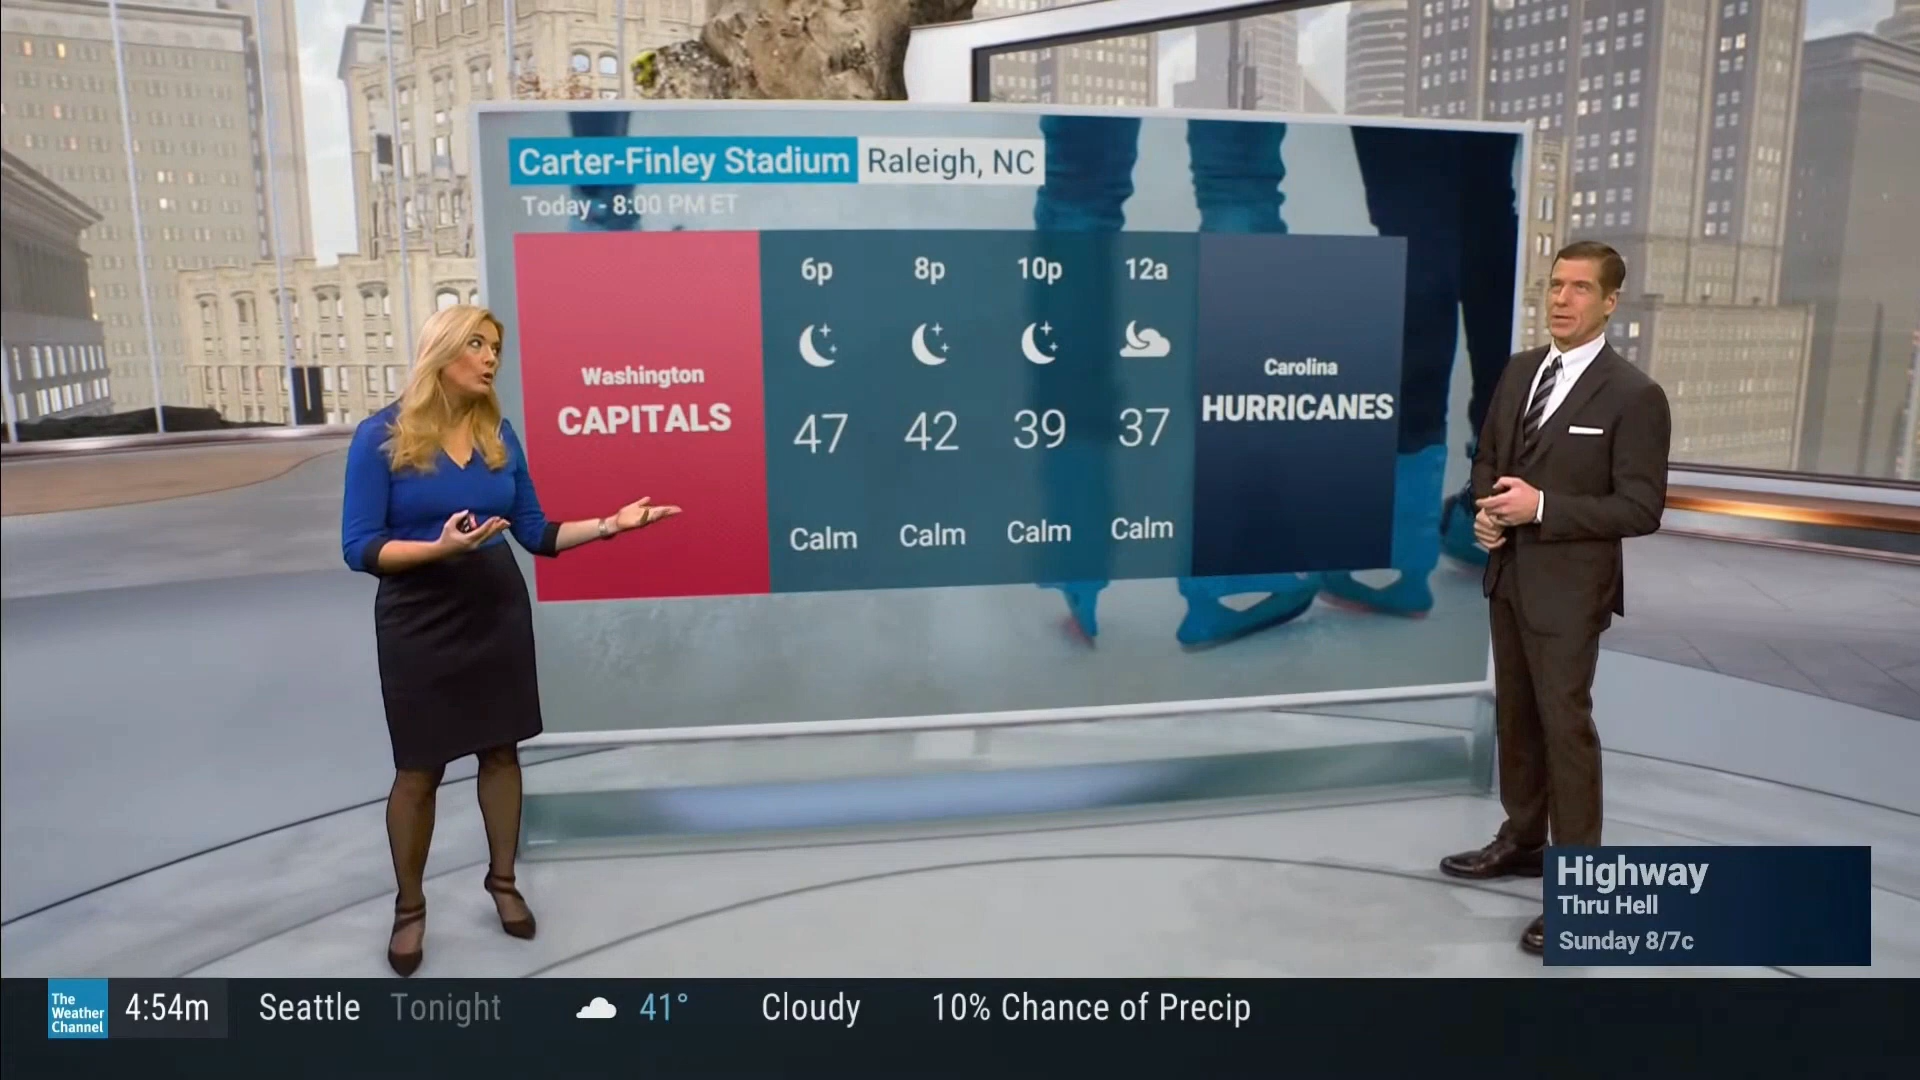 Carter-Finley Stadium Raleigh, NC
Today - 8:00 PM ET
6p 8p 10p 12a
Washington
CAPITALS
47 42 39 37
Calm Calm Calm Calm
Carolina
HURRICANES
Highway
Thru Hell
Sunday 8/7c
The
Weather
Channel
4:54m Seattle Tonight 41° Cloudy 10% Chance of Precip